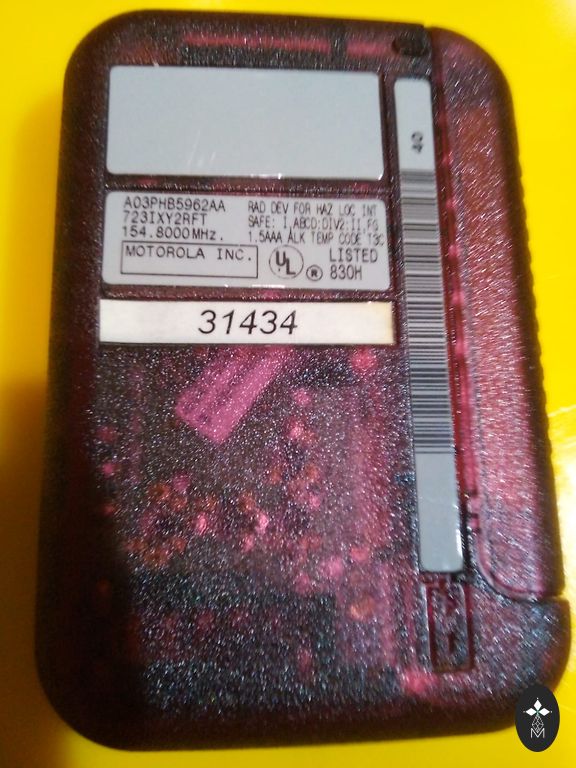 40
A03PHB5962AA
723IXY2RFT
154.8000MHz.
MOTOROLA INC.
RAD DEV FOR HAZ LOC INT
SAFE: I,ABCD:DIV2:II,FG
1.5AAA ALK TEMP CODE T3C
UL ® LISTED
830H
31434
M